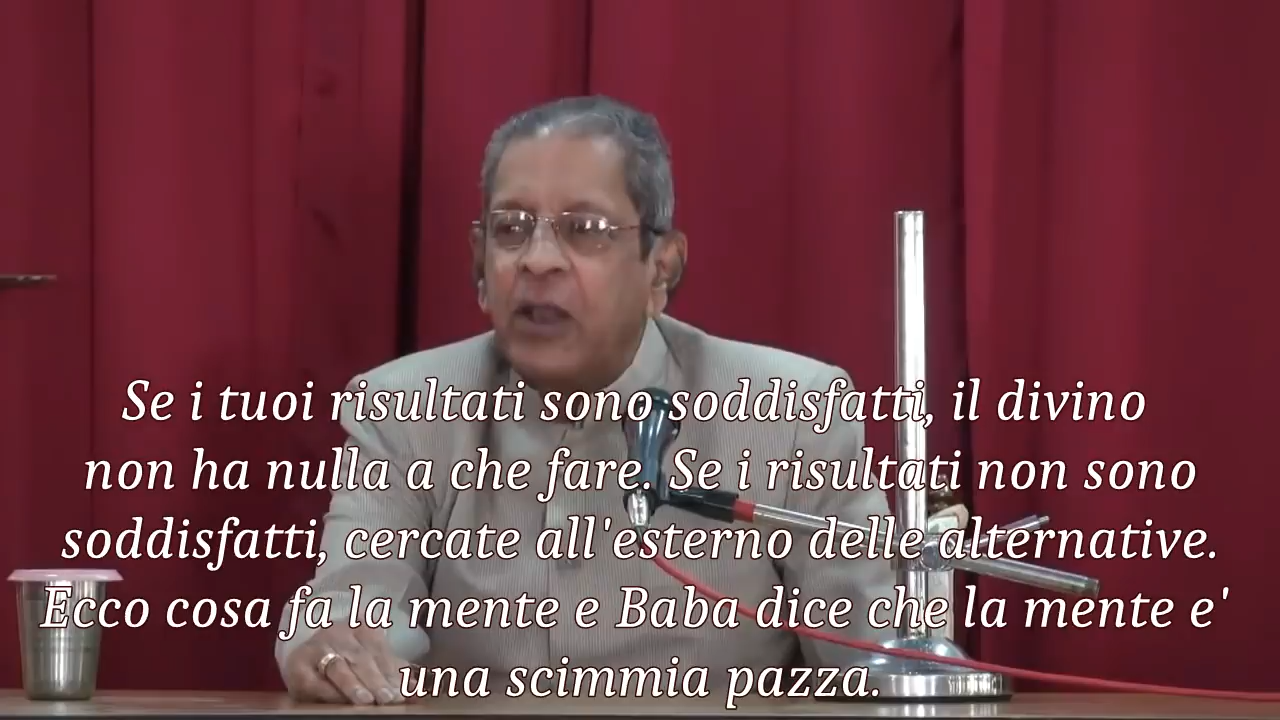 Se i tuoi risultati sono soddisfatti, il divino
non ha nulla a che fare. Se i risultati non sono
soddisfatti, cercate all'esterno delle alternative.
Ecco cosa fa la mente e Baba dice che la mente e'
una scimmia pazza.